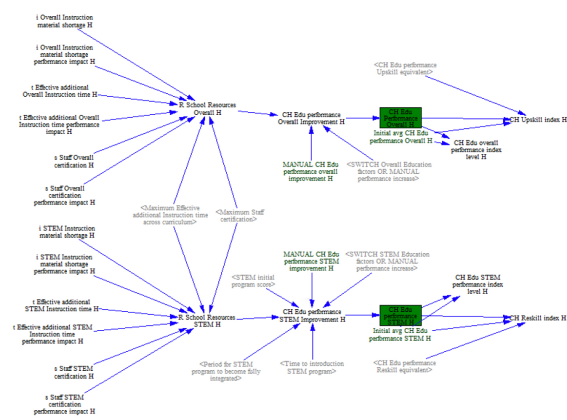 i Overall Instruction
material shortage H
i Overall Instruction
material shortage
performance impact H
t Effective additional
Overall Instruction time H
t Effective additional Overall
Instruction time performance
impact H
s Staff Overall
certification H
s Staff Overall
certification
performance impact H
R School Resources
Overall H
CH Edu performance
Overall Improvement H
MANUAL CH Edu
performance overall
improvement H
<SWITCH Overall Education
factors OR MANUAL
performance increase>
CH Edu
Performance
Overall H
Initial avg CH Edu
performance Overall H
<CH Edu performance
Upskill equivalent>
CH Upskill index H
CH Edu overall
performance index
level H
<Maximum Effective
additional Instruction time
across curriculum>
<Maximum Staff
certification>
i STEM Instruction
material shortage H
i STEM Instruction
material shortage
performance impact H
t Effective additional
STEM Instruction time H
t Effective additional STEM
Instruction time
performance impact H
s Staff STEM
certification H
s Staff STEM
certification
performance impact H
R School Resources
STEM H
<STEM initial
program score>
MANUAL CH Edu
performance STEM
improvement H
<SWITCH STEM Education
factors OR MANUAL
performance increase>
CH Edu performance
STEM Improvement H
<Period for STEM
program to become fully
integrated>
<Time to introduction
STEM program>
CH Edu
performance
STEM H
Initial avg CH Edu
performance STEM H
CH Edu STEM
performance index
level H
CH Reskill index H
<CH Edu performance
Reskill equivalent>